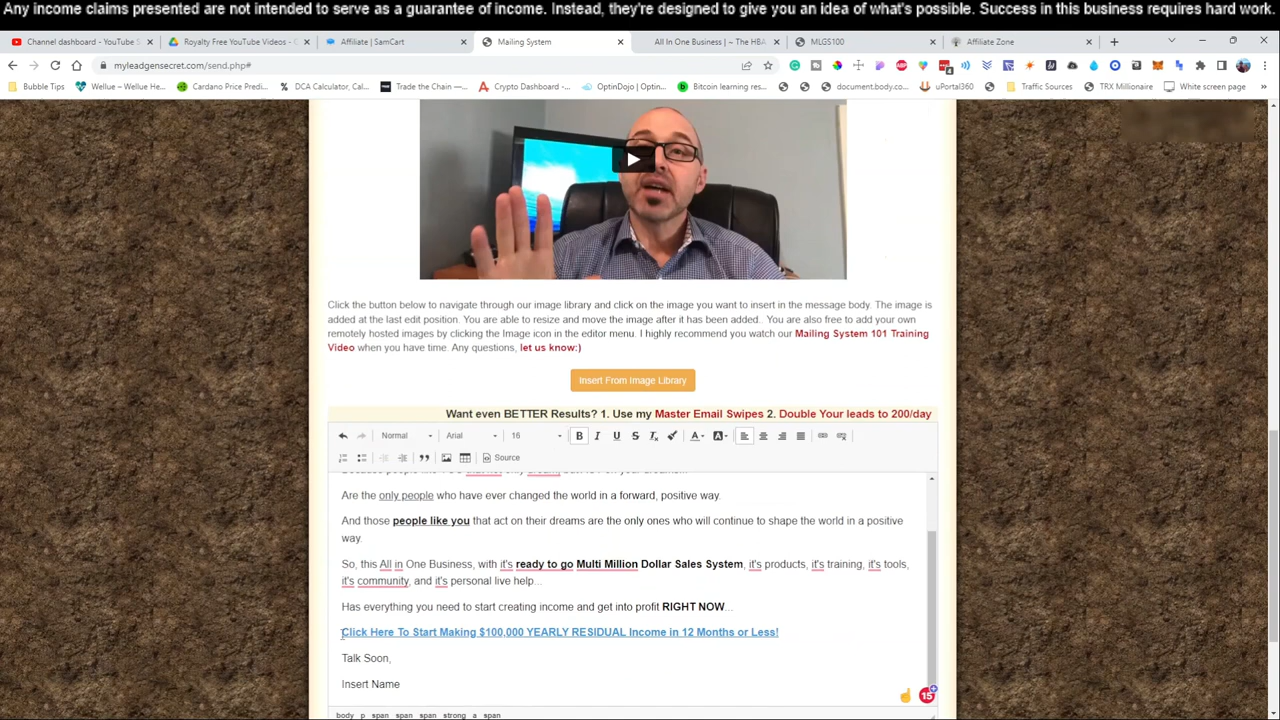 Any income claims presented are not intended to serve as a guarantee of income. Instead, they're designed to give you an idea of what's possible. Success in this business requires hard work.
Channel dashboard - YouTube S
Royalty Free YouTube Videos - G
Affiliate | SamCart
Mailing System
All In One Business | ~ The HBA
MLGS100
Affiliate Zone
myleadgensecret.com/send.php#
Bubble Tips
Wellue – Wellue He...
Cardano Price Predi...
DCA Calculator, Cal...
Trade the Chain —...
Crypto Dashboard -...
OptinDojo | Optin...
Bitcoin learning res...
document.body.co...
uPortal360
Traffic Sources
TRX Millionaire
White screen page
Click the button below to navigate through our image library and click on the image you want to insert in the message body. The image is
added at the last edit position. You are able to resize and move the image after it has been added.. You are also free to add your own
remotely hosted images by clicking the Image icon in the editor menu. I highly recommend you watch our Mailing System 101 Training
Video when you have time. Any questions, let us know:)
Insert From Image Library
Want even BETTER Results? 1. Use my Master Email Swipes 2. Double Your leads to 200/day
Normal
Arial
16
Source
Are the only people who have ever changed the world in a forward, positive way.
And those people like you that act on their dreams are the only ones who will continue to shape the world in a positive
way.
So, this All in One Business, with it's ready to go Multi Million Dollar Sales System, it's products, it's training, it's tools,
it's community, and it's personal live help...
Has everything you need to start creating income and get into profit RIGHT NOW...
Click Here To Start Making $100,000 YEARLY RESIDUAL Income in 12 Months or Less!
Talk Soon,
Insert Name
15
body p span span span strong a span